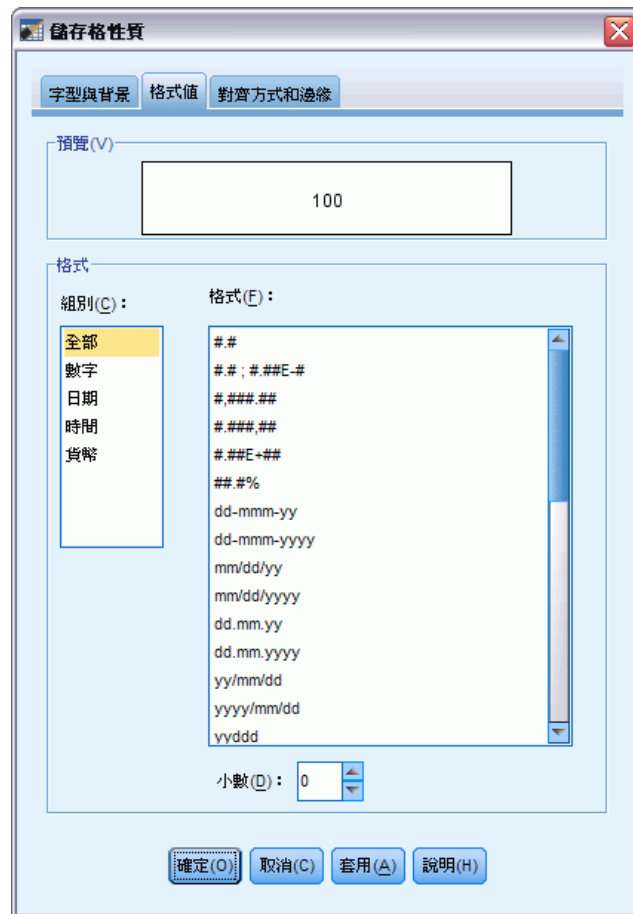 儲存格性質
字型與背景 格式值 對齊方式和邊緣
預覽(V)
100
格式
組別(C)：
全部
數字
日期
時間
貨幣
格式(F)：
#.#
#.# ; #.##E-#
#,###.##
#.###,##
#.##E+##
##.#%
dd-mmm-yy
dd-mmm-yyyy
mm/dd/yy
mm/dd/yyyy
dd.mm.yy
dd.mm.yyyy
yy/mm/dd
yyyy/mm/dd
yyddd
小數(D)： 0
確定(O) 取消(C) 套用(A) 說明(H)